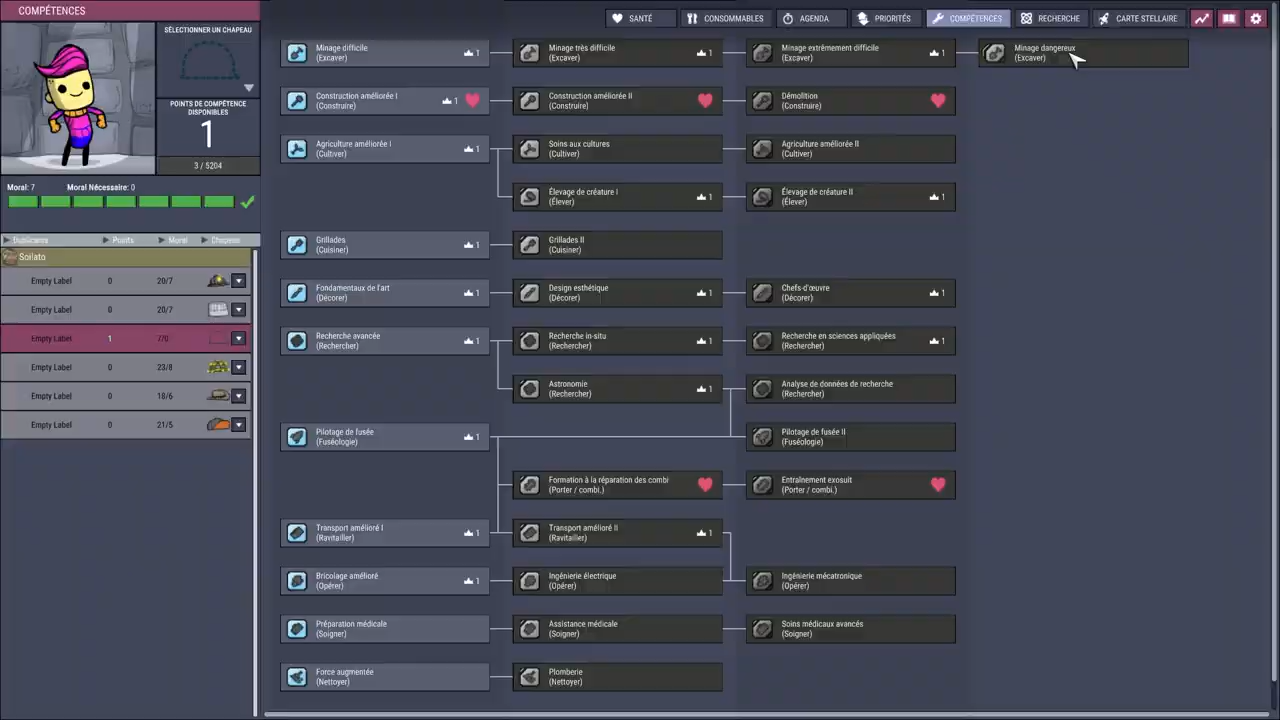 COMPÉTENCES
SANTÉ
CONSOMMABLES
AGENDA
PRIORITÉS
COMPÉTENCES
RECHERCHE
CARTE STELLAIRE
SÉLECTIONNER UN CHAPEAU
POINTS DE COMPÉTENCE
DISPONIBLES
1
3 / 5204
Moral: 7
Moral Nécessaire: 0
Duplicants
Points
Moral
Chapeau
Soilato
Empty Label 0 20/7
Empty Label 0 20/7
Empty Label 1 7/0
Empty Label 0 23/8
Empty Label 0 18/6
Empty Label 0 21/5
Minage difficile
(Excaver)
1
Minage très difficile
(Excaver)
1
Minage extrêmement difficile
(Excaver)
1
Minage dangereux
(Excaver)
Construction améliorée I
(Construire)
1
Construction améliorée II
(Construire)
Démolition
(Construire)
Agriculture améliorée I
(Cultiver)
1
Soins aux cultures
(Cultiver)
Agriculture améliorée II
(Cultiver)
Élevage de créature I
(Élever)
1
Élevage de créature II
(Élever)
1
Grillades
(Cuisiner)
1
Grillades II
(Cuisiner)
Fondamentaux de l'art
(Décorer)
1
Design esthétique
(Décorer)
1
Chefs-d'œuvre
(Décorer)
1
Recherche avancée
(Rechercher)
1
Recherche in-situ
(Rechercher)
1
Recherche en sciences appliquées
(Rechercher)
1
Astronomie
(Rechercher)
1
Analyse de données de recherche
(Rechercher)
Pilotage de fusée
(Fuséologie)
1
Pilotage de fusée II
(Fuséologie)
Formation à la réparation des combi
(Porter / combi.)
Entraînement exosuit
(Porter / combi.)
Transport amélioré I
(Ravitailler)
1
Transport amélioré II
(Ravitailler)
1
Bricolage amélioré
(Opérer)
1
Ingénierie électrique
(Opérer)
Ingénierie mécatronique
(Opérer)
Préparation médicale
(Soigner)
Assistance médicale
(Soigner)
Soins médicaux avancés
(Soigner)
Force augmentée
(Nettoyer)
Plomberie
(Nettoyer)